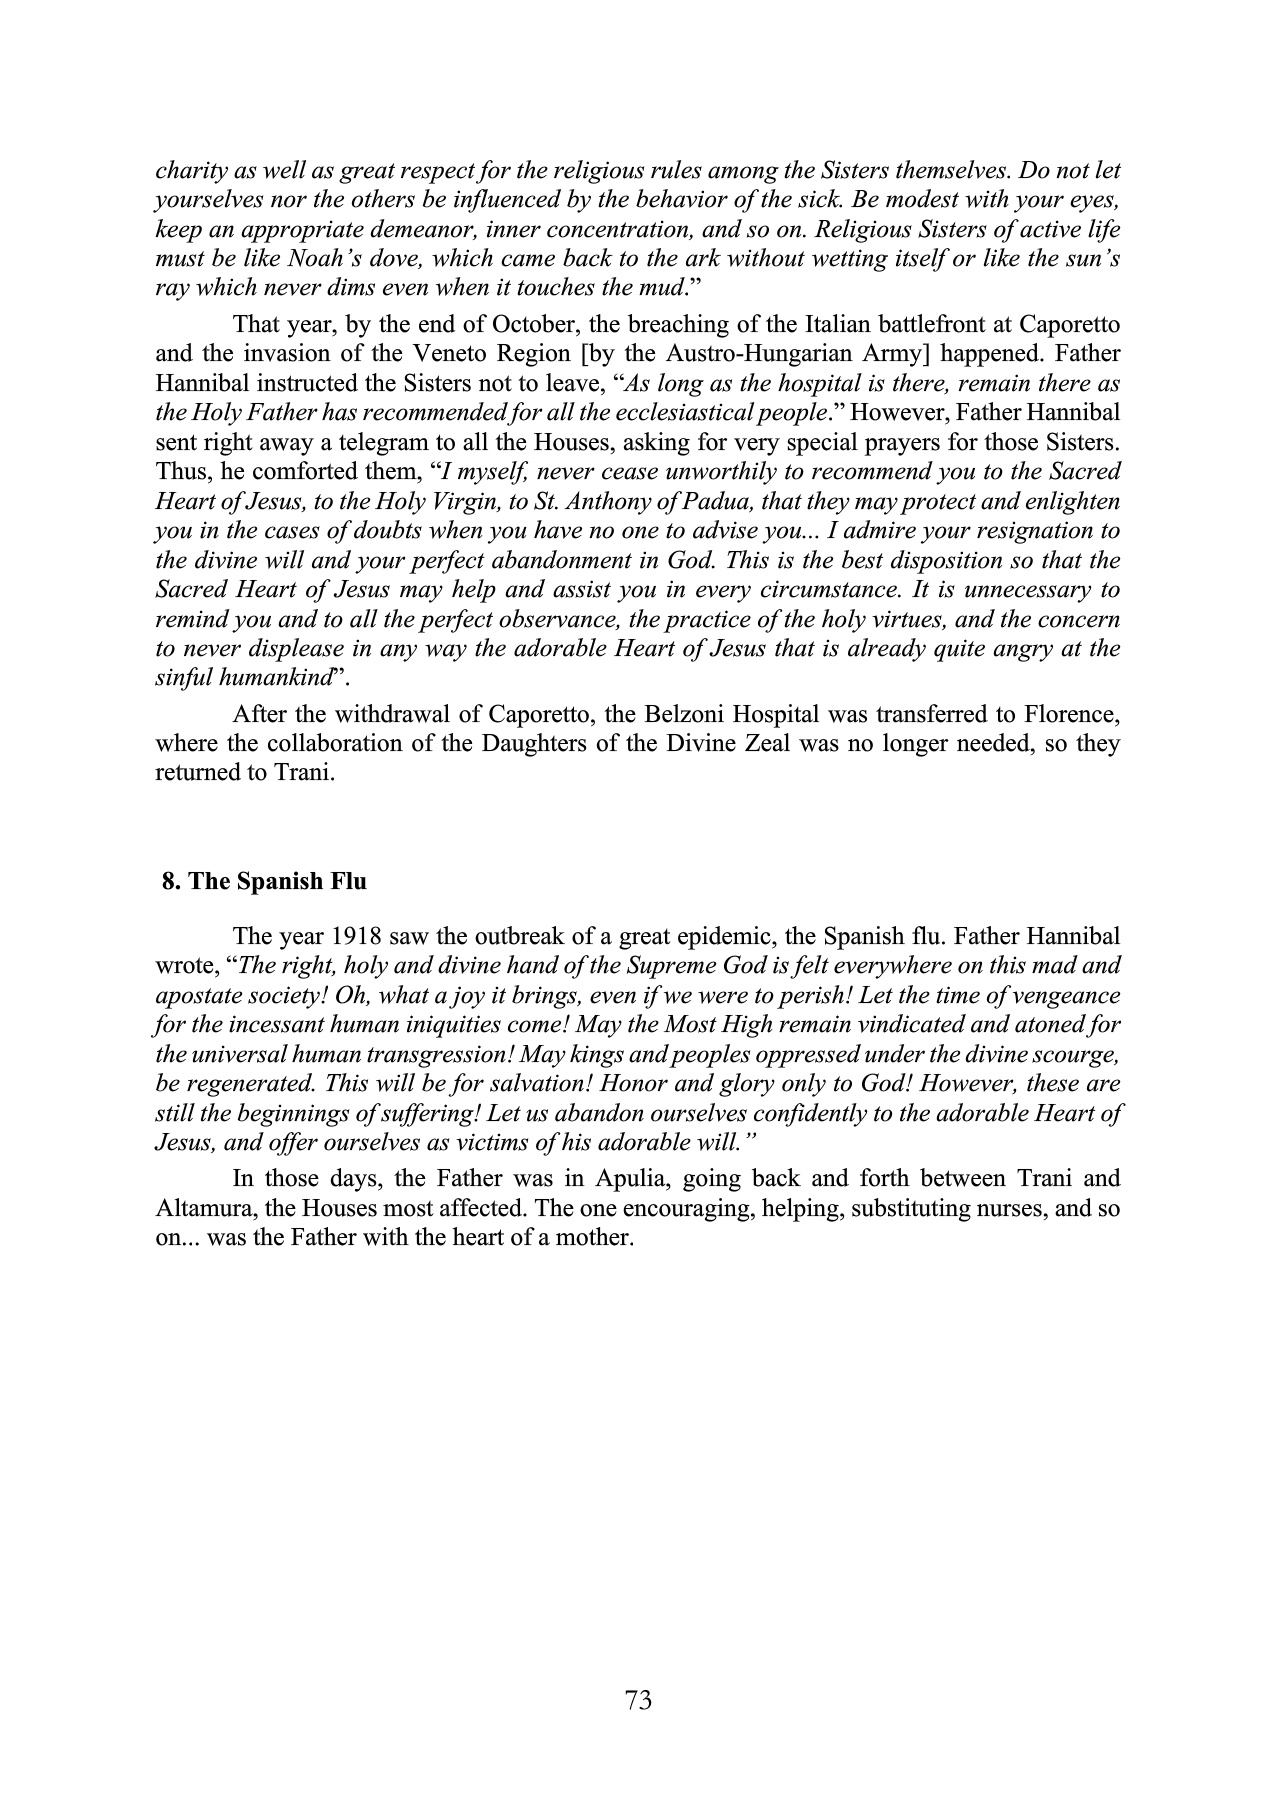 charity as well as great respect for the religious rules among the Sisters themselves. Do not let
yourselves nor the others be influenced by the behavior of the sick. Be modest with your eyes,
keep an appropriate demeanor, inner concentration, and so on. Religious Sisters of active life
must be like Noah’s dove, which came back to the ark without wetting itself or like the sun’s
ray which never dims even when it touches the mud.”
That year, by the end of October, the breaching of the Italian battlefront at Caporetto
and the invasion of the Veneto Region [by the Austro-Hungarian Army] happened. Father
Hannibal instructed the Sisters not to leave, “As long as the hospital is there, remain there as
the Holy Father has recommended for all the ecclesiastical people.” However, Father Hannibal
sent right away a telegram to all the Houses, asking for very special prayers for those Sisters.
Thus, he comforted them, “I myself, never cease unworthily to recommend you to the Sacred
Heart of Jesus, to the Holy Virgin, to St. Anthony of Padua, that they may protect and enlighten
you in the cases of doubts when you have no one to advise you... I admire your resignation to
the divine will and your perfect abandonment in God. This is the best disposition so that the
Sacred Heart of Jesus may help and assist you in every circumstance. It is unnecessary to
remind you and to all the perfect observance, the practice of the holy virtues, and the concern
to never displease in any way the adorable Heart of Jesus that is already quite angry at the
sinful humankind”.
After the withdrawal of Caporetto, the Belzoni Hospital was transferred to Florence,
where the collaboration of the Daughters of the Divine Zeal was no longer needed, so they
returned to Trani.
8. The Spanish Flu
The year 1918 saw the outbreak of a great epidemic, the Spanish flu. Father Hannibal
wrote, “The right, holy and divine hand of the Supreme God is felt everywhere on this mad and
apostate society! Oh, what a joy it brings, even if we were to perish! Let the time of vengeance
for the incessant human iniquities come! May the Most High remain vindicated and atoned for
the universal human transgression! May kings and peoples oppressed under the divine scourge,
be regenerated. This will be for salvation! Honor and glory only to God! However, these are
still the beginnings of suffering! Let us abandon ourselves confidently to the adorable Heart of
Jesus, and offer ourselves as victims of his adorable will.”
In those days, the Father was in Apulia, going back and forth between Trani and
Altamura, the Houses most affected. The one encouraging, helping, substituting nurses, and so
on... was the Father with the heart of a mother.
73